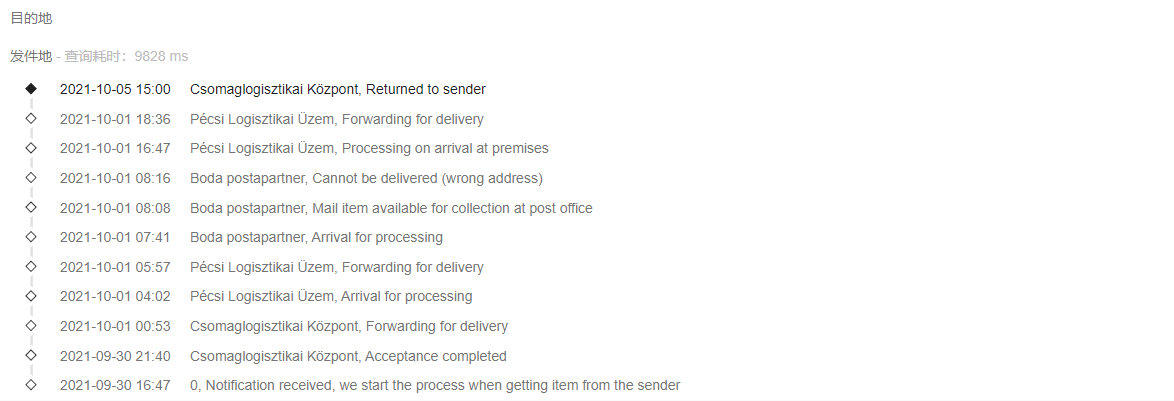 目的地
发件地 - 查询耗时：9828 ms
2021-10-05 15:00 Csomaglogisztikai Központ, Returned to sender
2021-10-01 18:36 Pécsi Logisztikai Üzem, Forwarding for delivery
2021-10-01 16:47 Pécsi Logisztikai Üzem, Processing on arrival at premises
2021-10-01 08:16 Boda postapartner, Cannot be delivered (wrong address)
2021-10-01 08:08 Boda postapartner, Mail item available for collection at post office
2021-10-01 07:41 Boda postapartner, Arrival for processing
2021-10-01 05:57 Pécsi Logisztikai Üzem, Forwarding for delivery
2021-10-01 04:02 Pécsi Logisztikai Üzem, Arrival for processing
2021-10-01 00:53 Csomaglogisztikai Központ, Forwarding for delivery
2021-09-30 21:40 Csomaglogisztikai Központ, Acceptance completed
2021-09-30 16:47 0, Notification received, we start the process when getting item from the sender